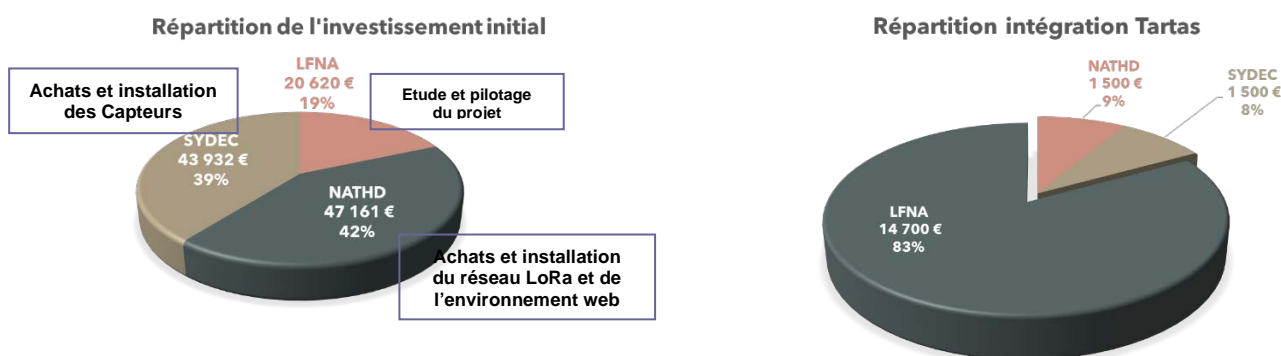 Répartition de l'investissement initial
LFNA
20 620 €
19%
Achats et installation
des Capteurs
Etude et pilotage
du projet
SYDEC
43 932 €
39%
NATHD
47 161 €
42%
Achats et installation
du réseau LoRa et de
l'environnement web
Répartition intégration Tartas
NATHD
1 500 €
9%
SYDEC
1 500 €
8%
LFNA
14 700 €
83%